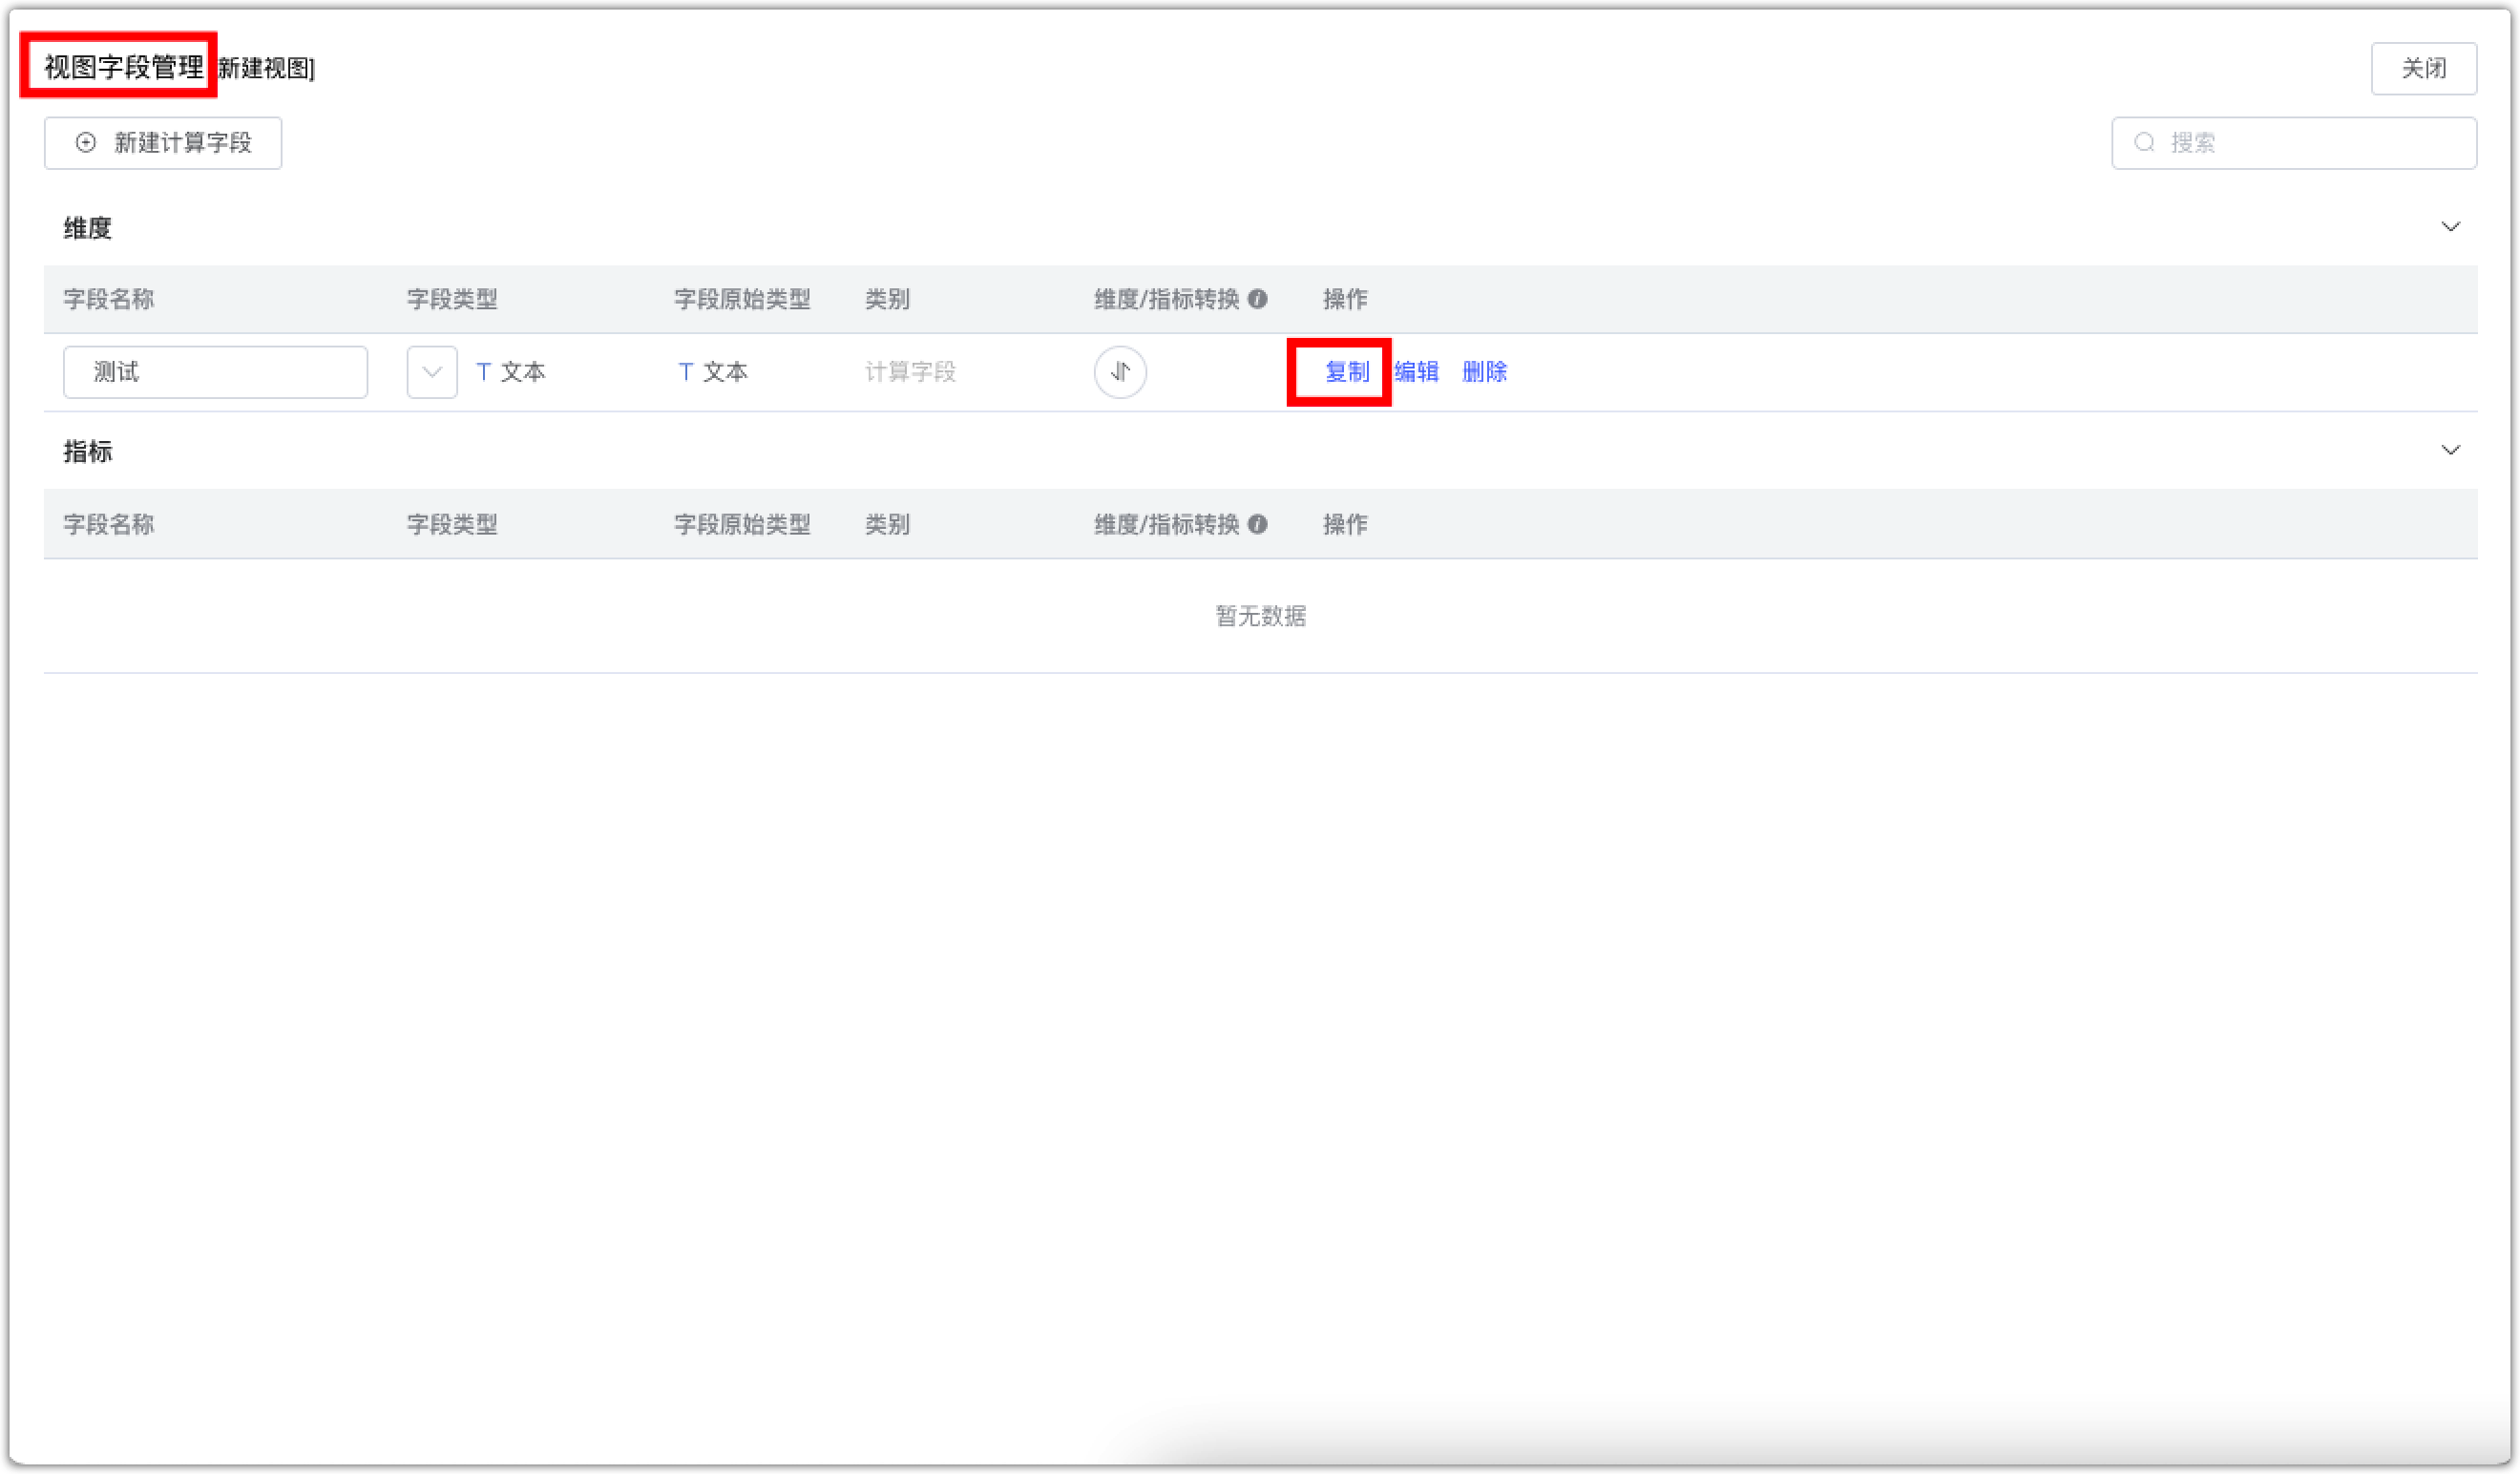 视图字段管理 新建视图]
关闭
新建计算字段
搜索
维度
字段名称 字段类型 字段原始类型 类别 维度/指标转换 操作
测试 T 文本 T 文本 计算字段 复制 编辑 删除
指标
字段名称 字段类型 字段原始类型 类别 维度/指标转换 操作
暂无数据